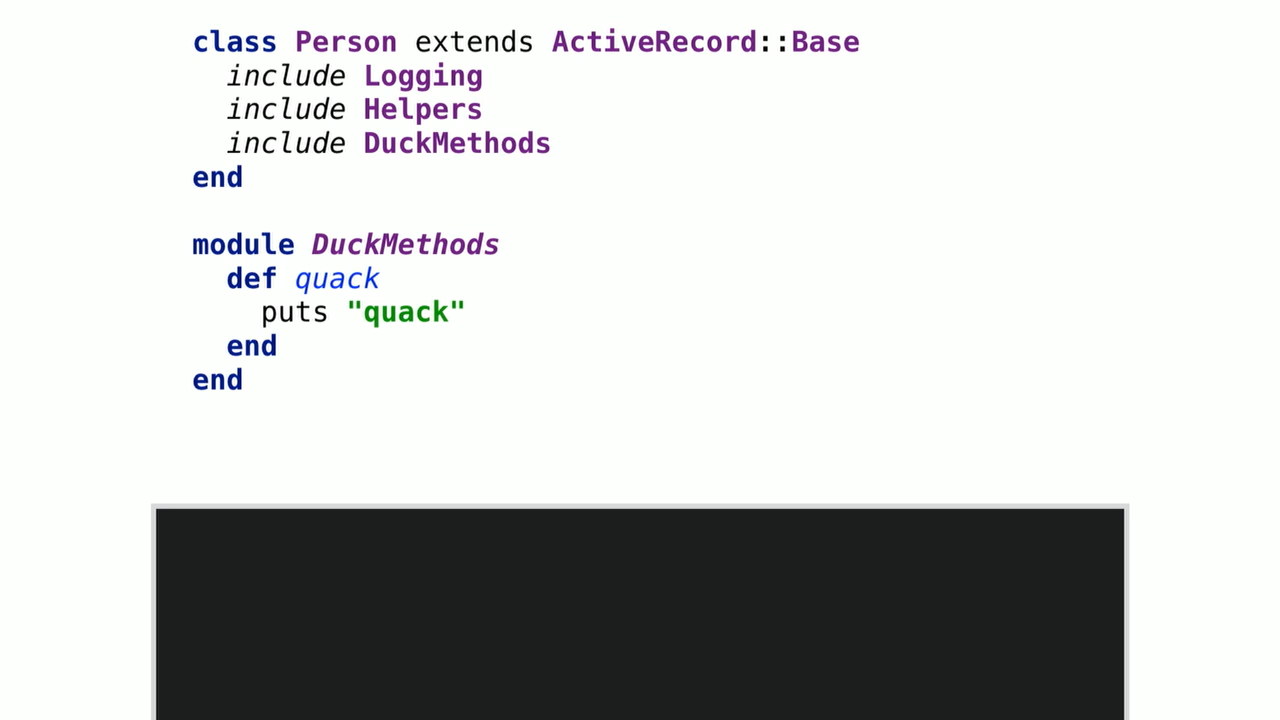 class Person extends ActiveRecord::Base
  include Logging
  include Helpers
  include DuckMethods
end

module DuckMethods
  def quack
    puts "quack"
  end
end